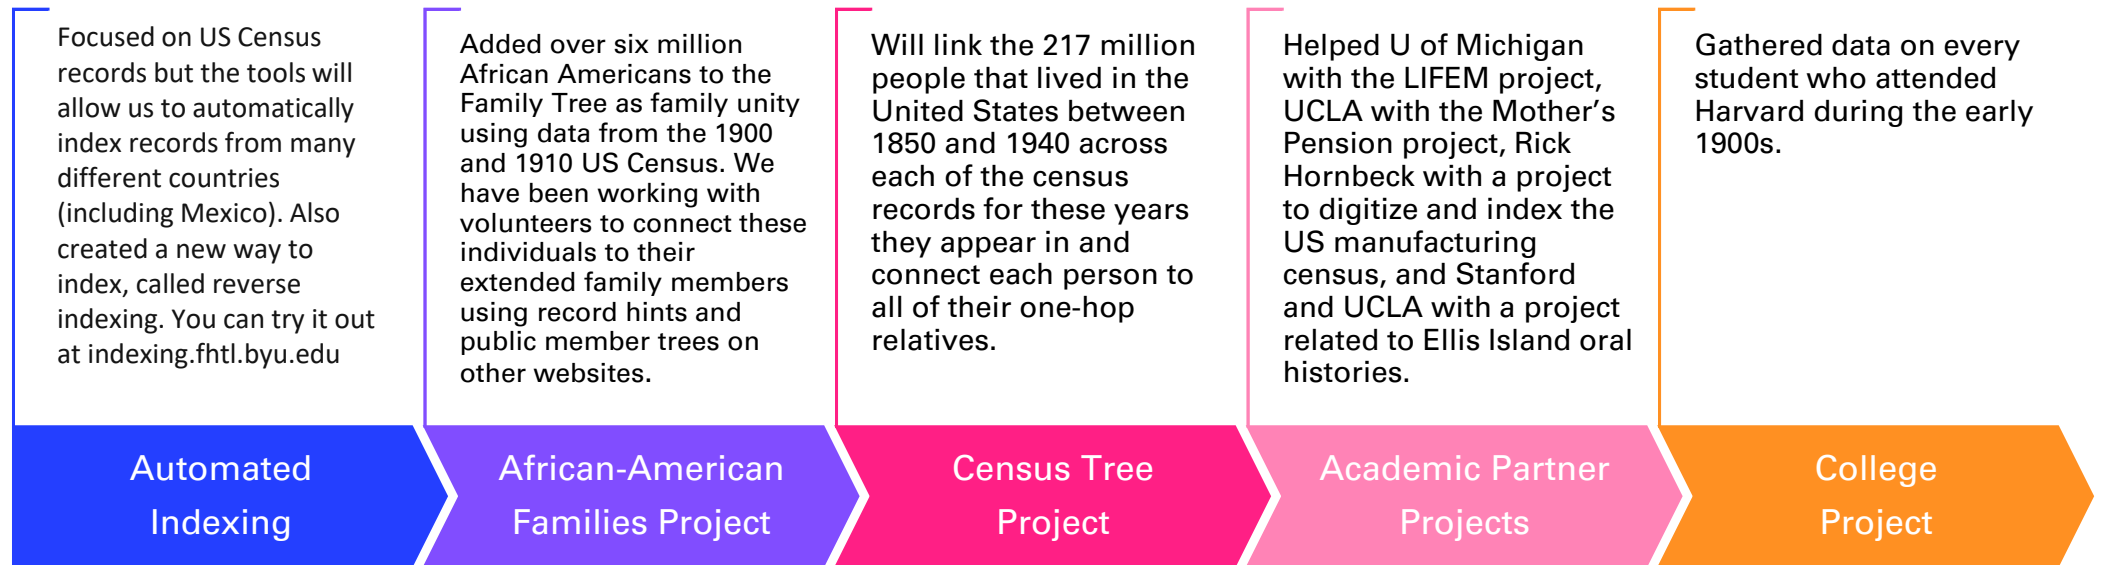 Focused on US Census
records but the tools will
allow us to automatically
index records from many
different countries
(including Mexico). Also
created a new way to
index, called reverse
indexing. You can try it out
at indexing.fhtl.byu.edu
Automated
Indexing
Added over six million
African Americans to the
Family Tree as family unity
using data from the 1900
and 1910 US Census. We
have been working with
volunteers to connect these
individuals to their
extended family members
using record hints and
public member trees on
other websites.
African-American
Families Project
Will link the 217 million
people that lived in the
United States between
1850 and 1940 across
each of the census
records for these years
they appear in and
connect each person to
all of their one-hop
relatives.
Census Tree
Project
Helped U of Michigan
with the LIFEM project,
UCLA with the Mother’s
Pension project, Rick
Hornbeck with a project
to digitize and index the
US manufacturing
census, and Stanford
and UCLA with a project
related to Ellis Island oral
histories.
Academic Partner
Projects
Gathered data on every
student who attended
Harvard during the early
1900s.
College
Project